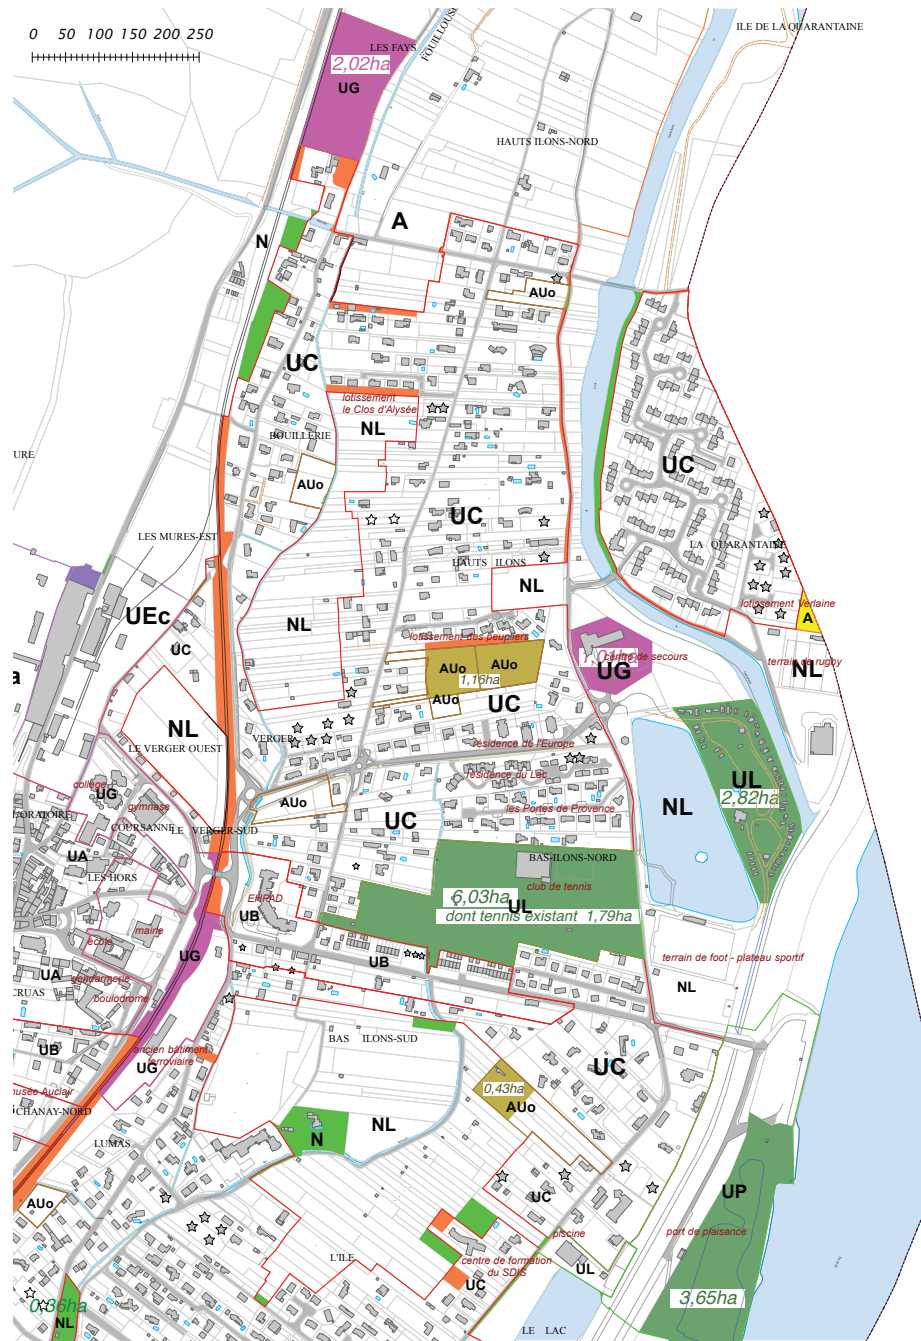 0 50 100 150 200 250
ILE DE LA QUARANTAINE
LES FAYS
2,02ha
UG
HAUTS ILONS-NORD
A
N
AUo
UC
lotissement
le Clos d'Alysée
NL
BOUILLERIE
URE
AUo
UC
UC
LES MURES-EST
LA QUARANTAINE
HAUTS ILONS
NL
UEc
lotissement Verlaine
A
NL
UC
lotissement des peupliers
centre de secours
UG
terrain de rugby
NL
AUo
AUo
1,16ha
a
AUo
UC
NL
LE VERGER OUEST
VERGER
résidence de l'Europe
résidence du Lac
UL
2,82ha
collège
UG
gymnase
AUo
les Portes de Provence
NL
ORATOIRE
COURSANNE
LE VERGER-SUD
UC
UA
LES HORS
BAS-ILONS-NORD
club de tennis
EHPAD
6,03ha
UL
dont tennis existant 1,79ha
UB
mairie
école
UG
UB
terrain de foot - plateau sportif
UA
gendarmerie
NL
CRUAS
boulodrome
BAS ILONS-SUD
UB
ancien bâtiment
ferroviaire
UC
UG
0,43ha
musée Auclair
AUo
CHANAY-NORD
N
NL
LUMAS
UC
UP
AUo
piscine
port de plaisance
L'ILE
centre de formation
du SDIS
UL
UC
0,36ha
3,65ha
NL
LE LAC